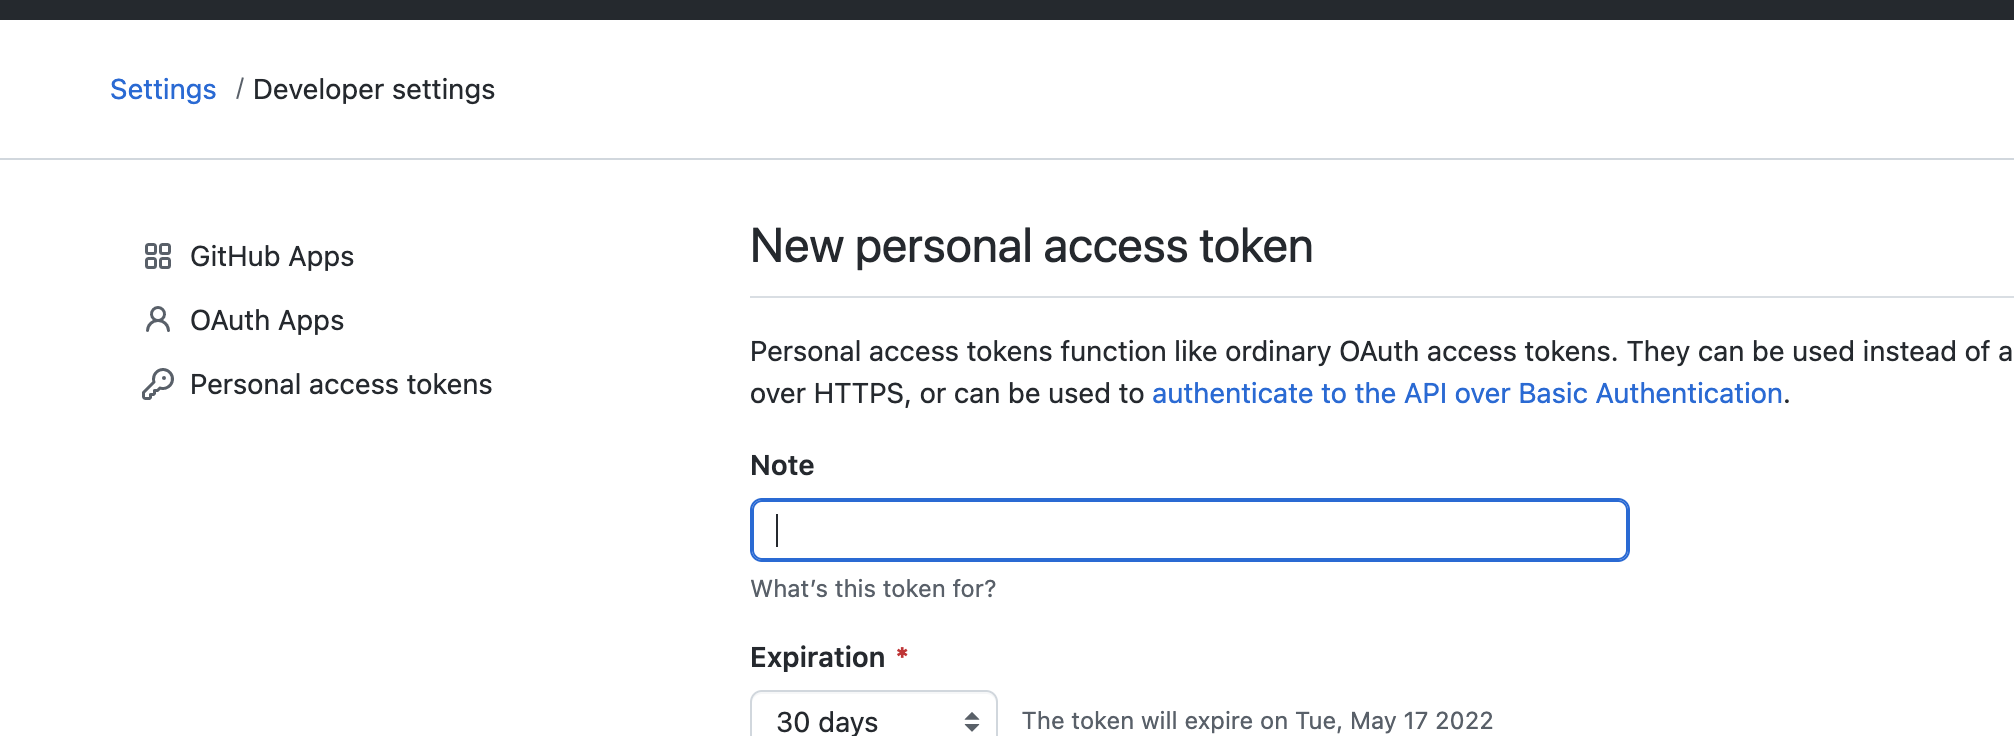 Settings / Developer settings
GitHub Apps
OAuth Apps
Personal access tokens
New personal access token
Personal access tokens function like ordinary OAuth access tokens. They can be used instead of a
over HTTPS, or can be used to authenticate to the API over Basic Authentication.
Note
What's this token for?
Expiration *
30 days
The token will expire on Tue, May 17 2022